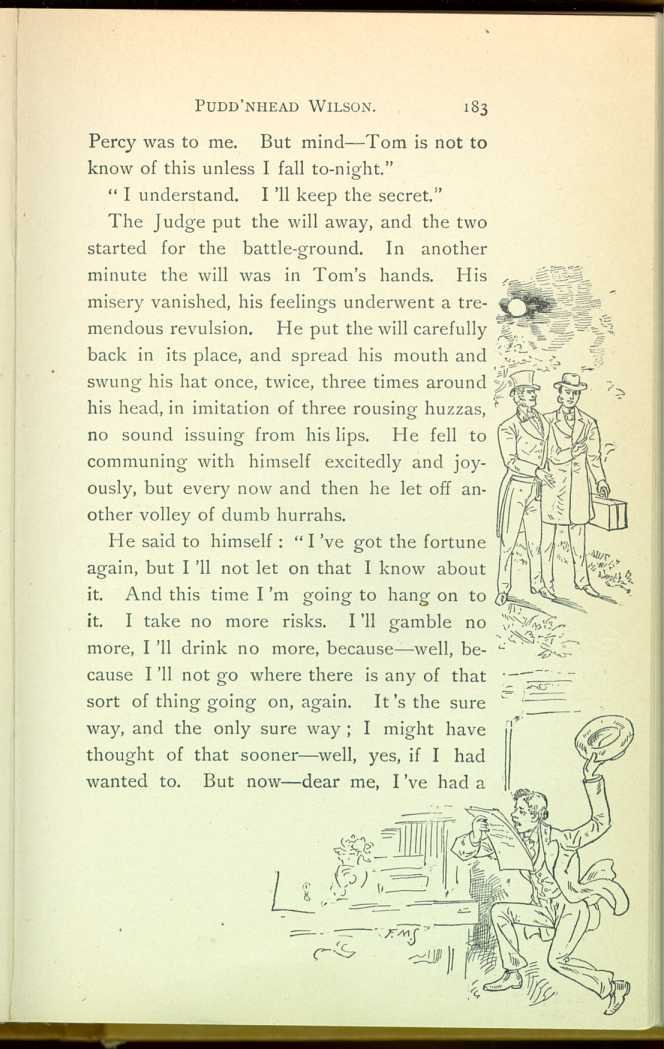 PUDD'NHEAD WILSON. 183
Percy was to me. But mind—Tom is not to
know of this unless I fall to-night."
" I understand. I 'll keep the secret."
The Judge put the will away, and the two
started for the battle-ground. In another
minute the will was in Tom's hands. His
misery vanished, his feelings underwent a tre-
mendous revulsion. He put the will carefully
back in its place, and spread his mouth and
swung his hat once, twice, three times around
his head, in imitation of three rousing huzzas,
no sound issuing from his lips. He fell to
communing with himself excitedly and joy-
ously, but every now and then he let off an-
other volley of dumb hurrahs.
He said to himself : " I 've got the fortune
again, but I 'll not let on that I know about
it. And this time I 'm going to hang on to
it. I take no more risks. I 'll gamble no
more, I 'll drink no more, because—well, be-
cause I 'll not go where there is any of that
sort of thing going on, again. It 's the sure
way, and the only sure way ; I might have
thought of that sooner—well, yes, if I had
wanted to. But now—dear me, I 've had a
F.M.S.